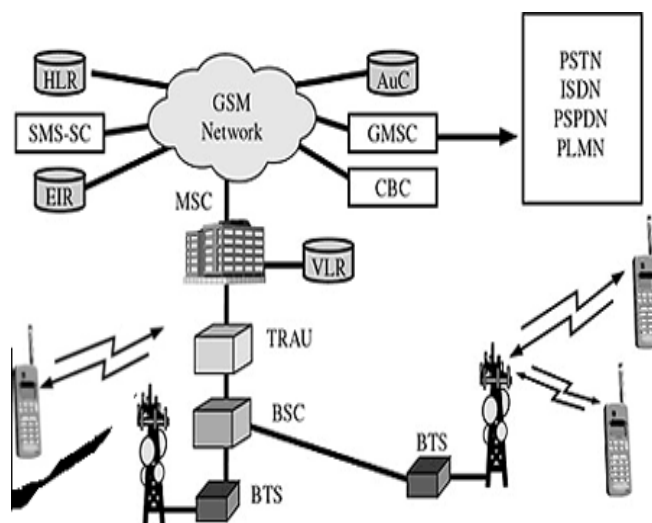 HLR
AuC
GSM
Network
SMS-SC
GMSC
EIR
CBC
PSTN
ISDN
PSPDN
PLMN
MSC
VLR
TRAU
BSC
BTS
BTS